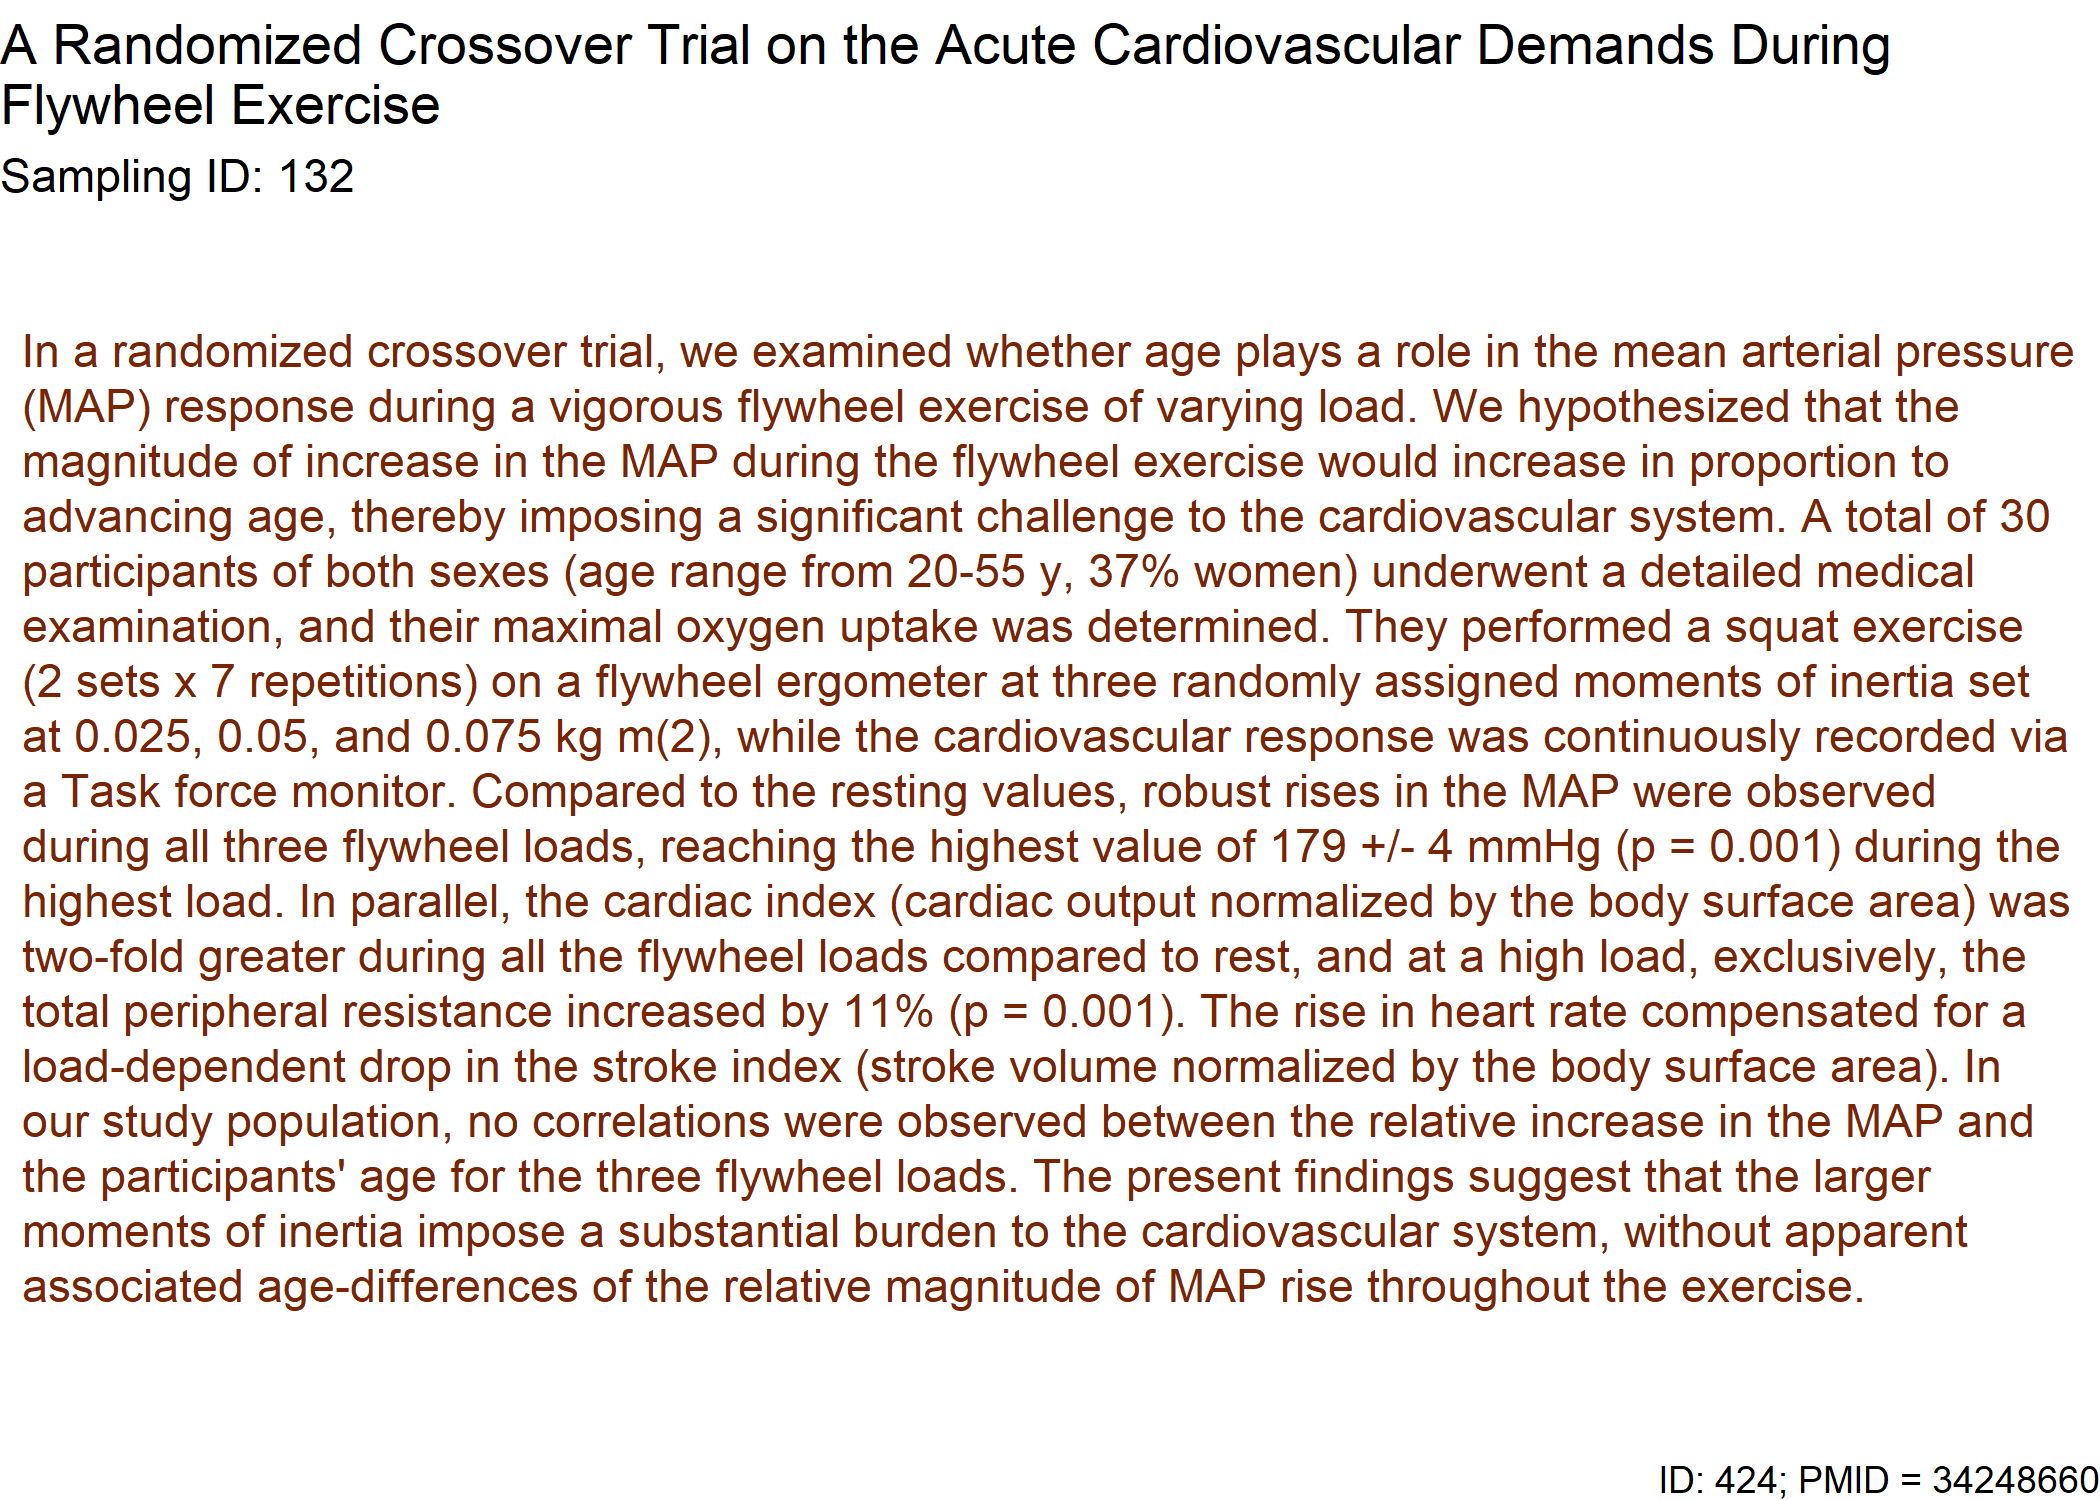 A Randomized Crossover Trial on the Acute Cardiovascular Demands During
Flywheel Exercise
Sampling ID: 132
In a randomized crossover trial, we examined whether age plays a role in the mean arterial pressure
(MAP) response during a vigorous flywheel exercise of varying load. We hypothesized that the
magnitude of increase in the MAP during the flywheel exercise would increase in proportion to
advancing age, thereby imposing a significant challenge to the cardiovascular system. A total of 30
participants of both sexes (age range from 20-55 y, 37% women) underwent a detailed medical
examination, and their maximal oxygen uptake was determined. They performed a squat exercise
(2 sets x 7 repetitions) on a flywheel ergometer at three randomly assigned moments of inertia set
at 0.025, 0.05, and 0.075 kg m(2), while the cardiovascular response was continuously recorded via
a Task force monitor. Compared to the resting values, robust rises in the MAP were observed
during all three flywheel loads, reaching the highest value of 179 +/- 4 mmHg (p = 0.001) during the
highest load. In parallel, the cardiac index (cardiac output normalized by the body surface area) was
two-fold greater during all the flywheel loads compared to rest, and at a high load, exclusively, the
total peripheral resistance increased by 11% (p = 0.001). The rise in heart rate compensated for a
load-dependent drop in the stroke index (stroke volume normalized by the body surface area). In
our study population, no correlations were observed between the relative increase in the MAP and
the participants' age for the three flywheel loads. The present findings suggest that the larger
moments of inertia impose a substantial burden to the cardiovascular system, without apparent
associated age-differences of the relative magnitude of MAP rise throughout the exercise.
ID: 424; PMID = 34248660